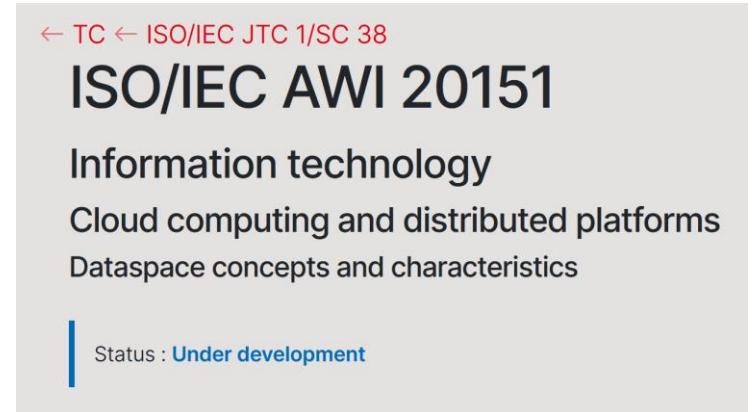 ← TC ← ISO/IEC JTC 1/SC 38
ISO/IEC AWI 20151
Information technology
Cloud computing and distributed platforms
Dataspace concepts and characteristics
Status : Under development